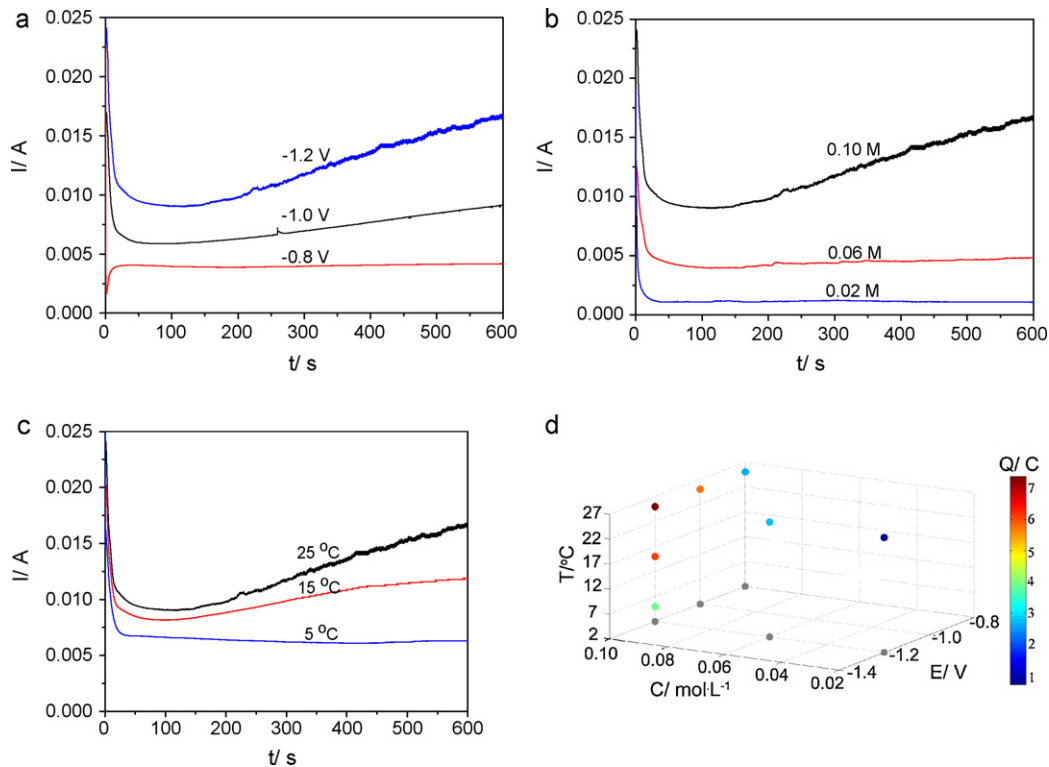 a
0.025
0.020
0.015
0.010
0.005
0.000
I/ A
-1.2 V
-1.0 V
-0.8 V
0 100 200 300 400 500 600
t/ s
b
0.025
0.020
0.015
0.010
0.005
0.000
I/ A
0.10 M
0.06 M
0.02 M
0 100 200 300 400 500 600
t/ s
c
0.025
0.020
0.015
0.010
0.005
0.000
I/ A
25 °C
15 °C
5 °C
0 100 200 300 400 500 600
t/ s
d
27
22
17
12
7
2
T/°C
0.10 0.08 0.06 0.04 0.02
C/ mol·L⁻¹
-1.4 -1.2 -1.0 -0.8
E/ V
Q/ C
7
6
5
4
3
2
1